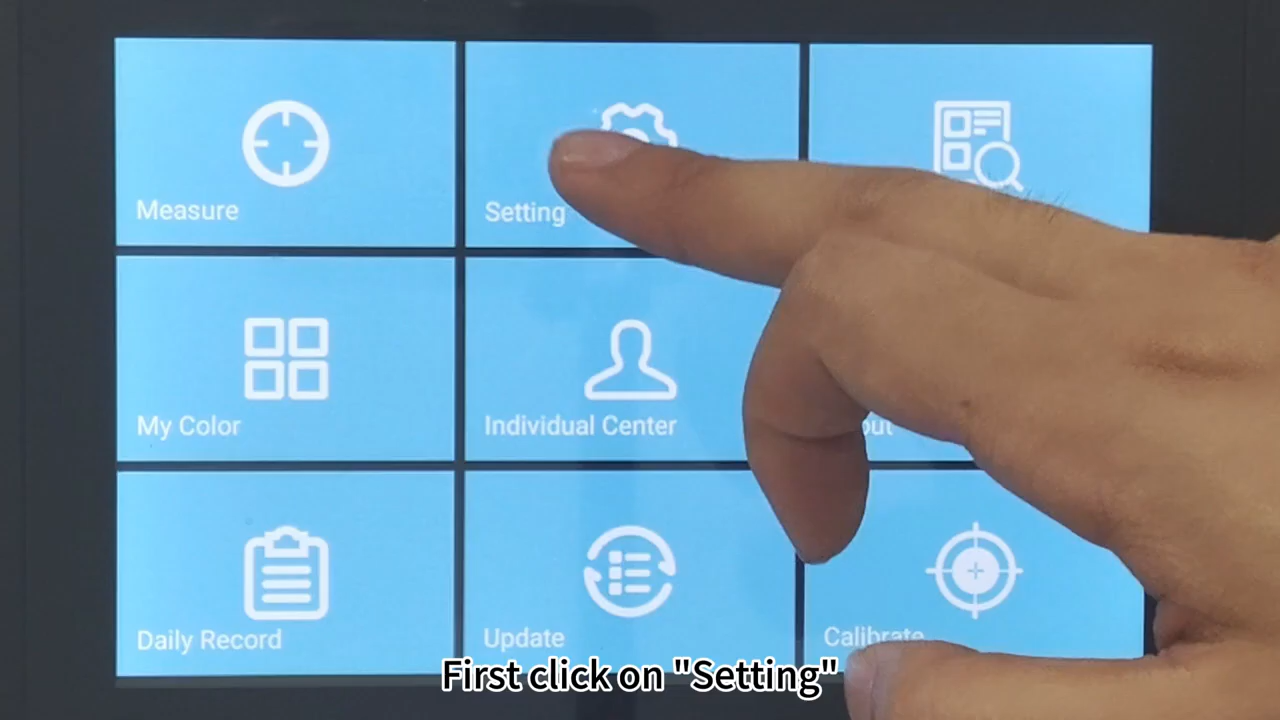 Measure
Setting
My Color
Individual Center
Daily Record
Update
Calibrate
First click on "Setting"